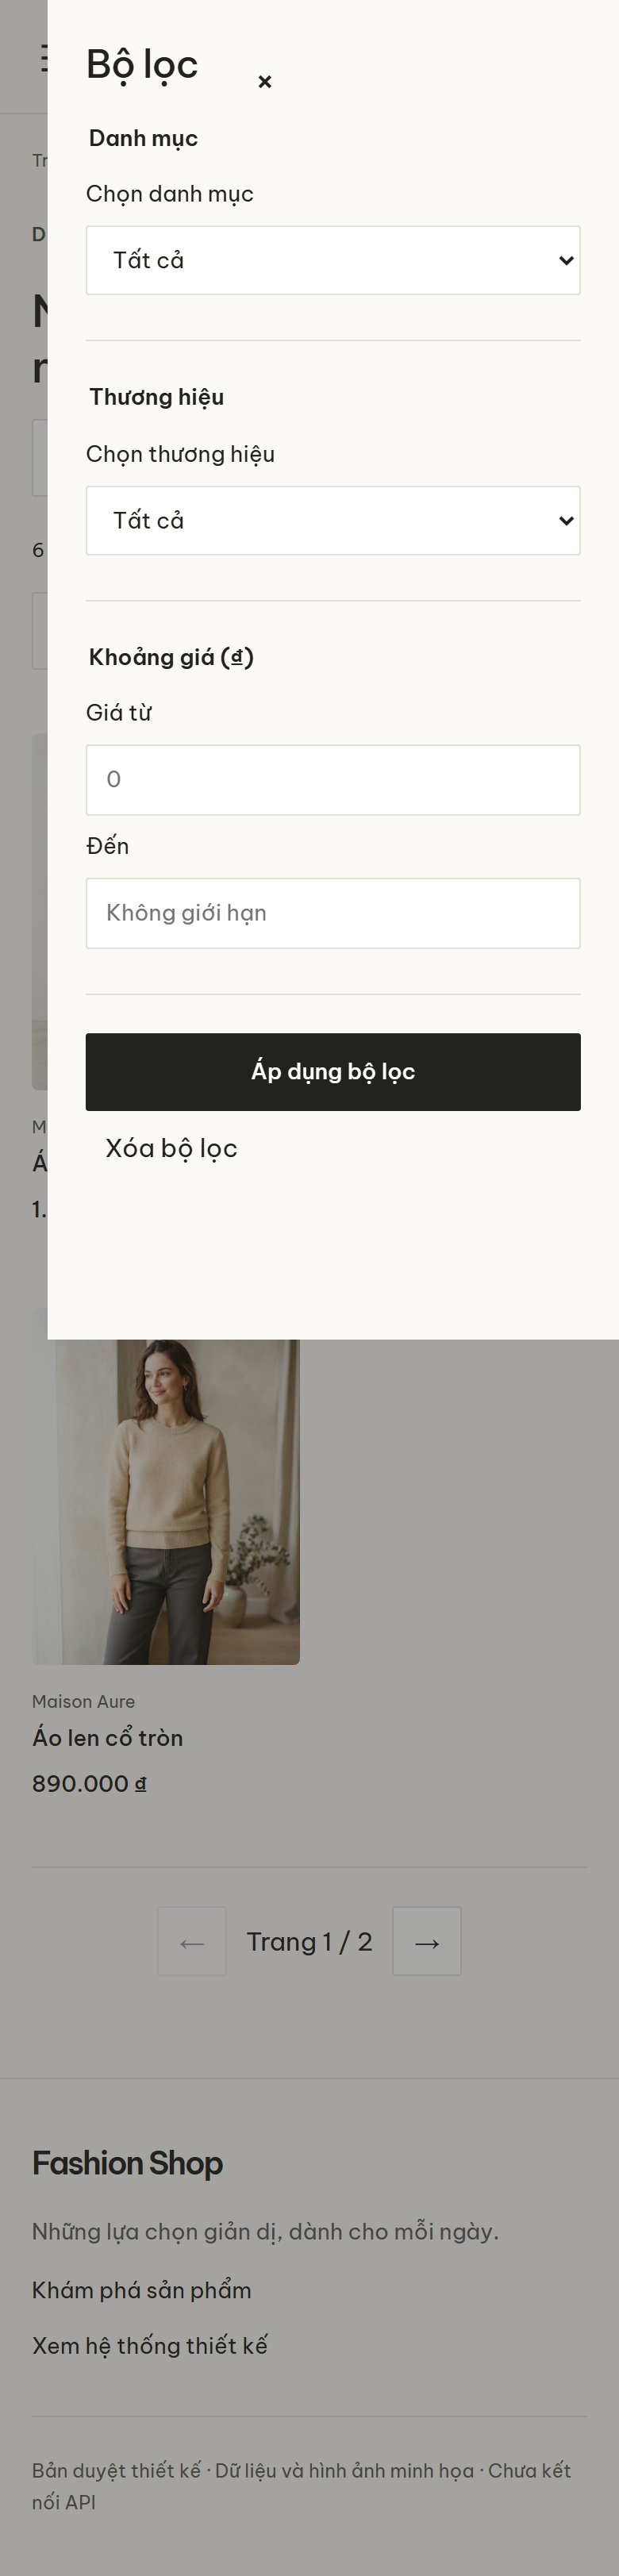 Bộ lọc
×
Danh mục
Chọn danh mục
Tất cả
Thương hiệu
Chọn thương hiệu
Tất cả
Khoảng giá (₫)
Giá từ
0
Đến
Không giới hạn
Áp dụng bộ lọc
Xóa bộ lọc
Tr
D
6
M
Á
1.
Maison Aure
Áo len cổ tròn
890.000 ₫
← Trang 1 / 2 →
Fashion Shop
Những lựa chọn giản dị, dành cho mỗi ngày.
Khám phá sản phẩm
Xem hệ thống thiết kế
Bản duyệt thiết kế · Dữ liệu và hình ảnh minh họa · Chưa kết
nối API